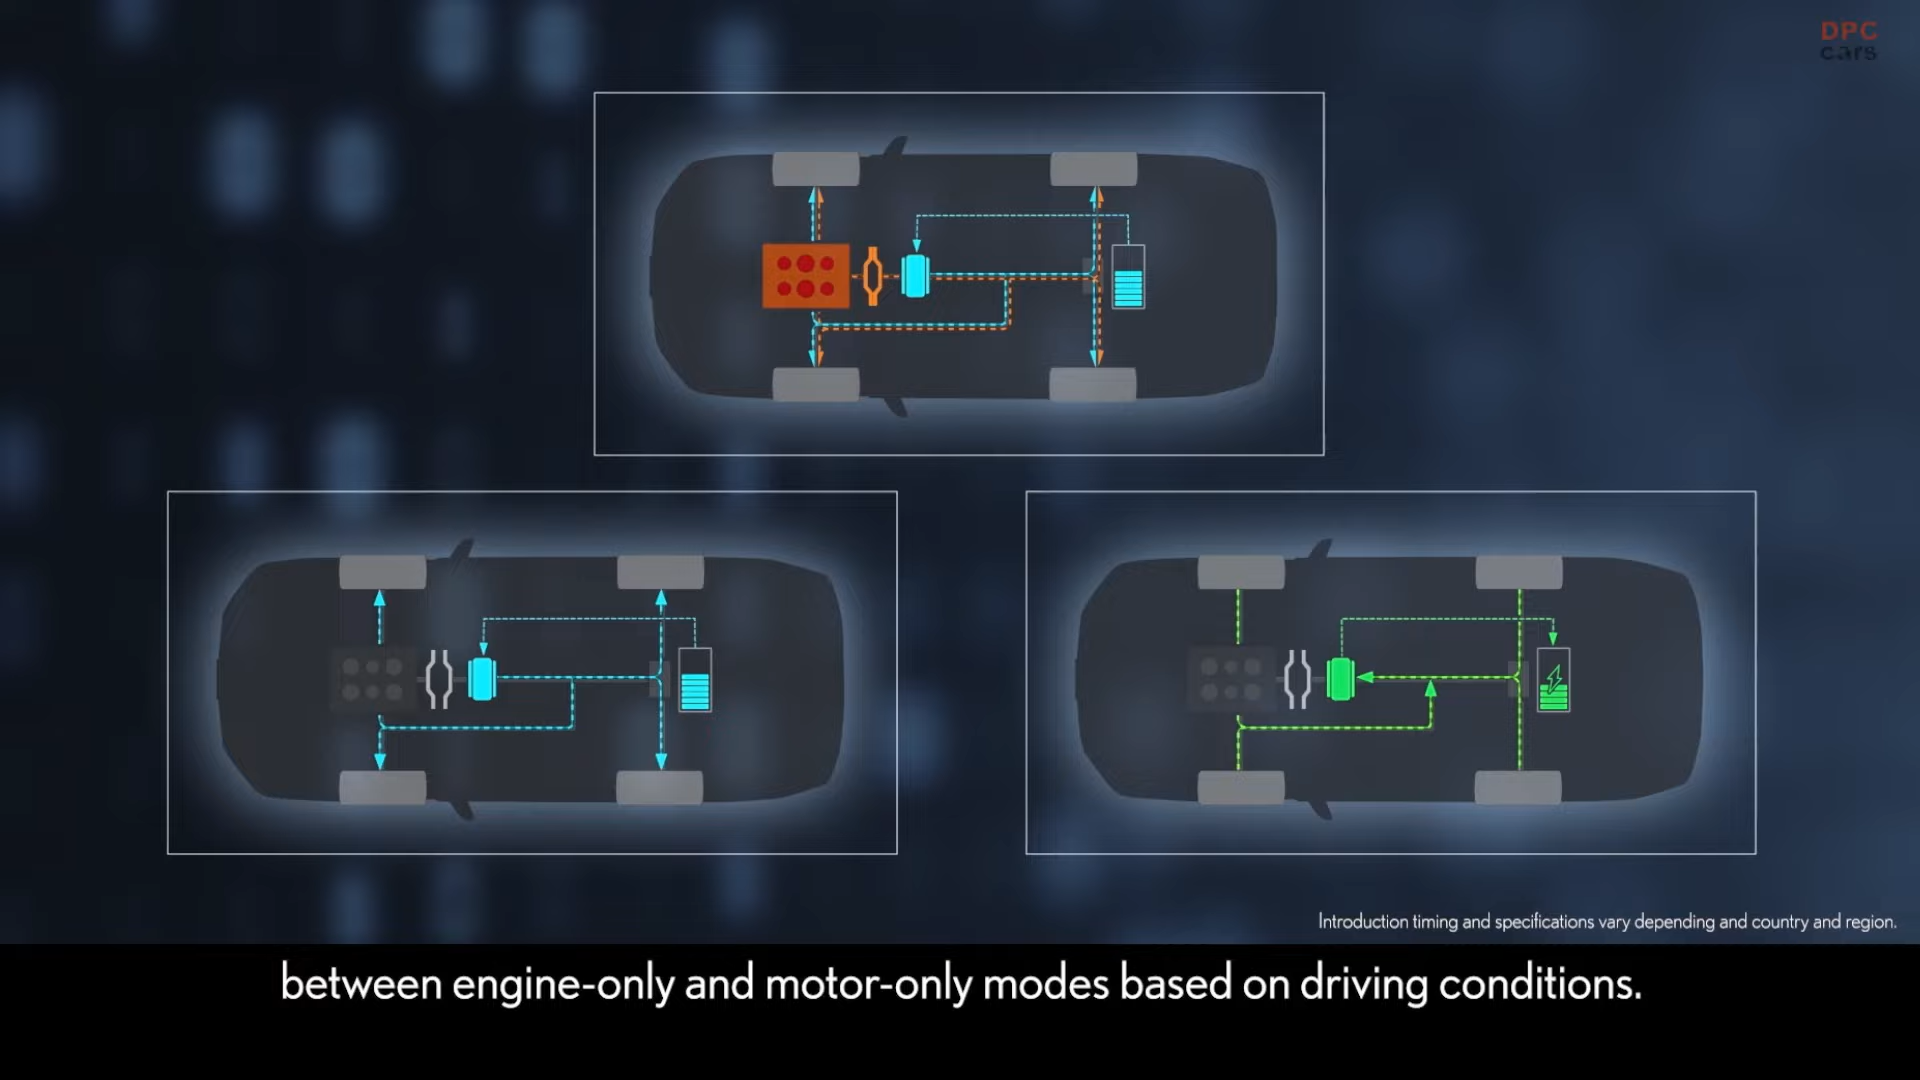 DPC
cars
Introduction timing and specifications vary depending and country and region.
between engine-only and motor-only modes based on driving conditions.